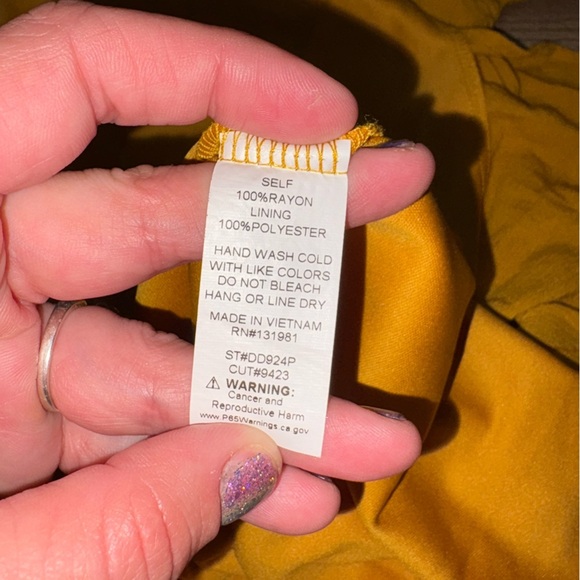 SELF
100%RAYON
LINING
100%POLYESTER
HAND WASH COLD
WITH LIKE COLORS
DO NOT BLEACH
HANG OR LINE DRY
MADE IN VIETNAM
RN#131981
ST#DD924P
CUT#9423
⚠ WARNING:
Cancer and
Reproductive Harm
www.P65Warnings.ca.gov